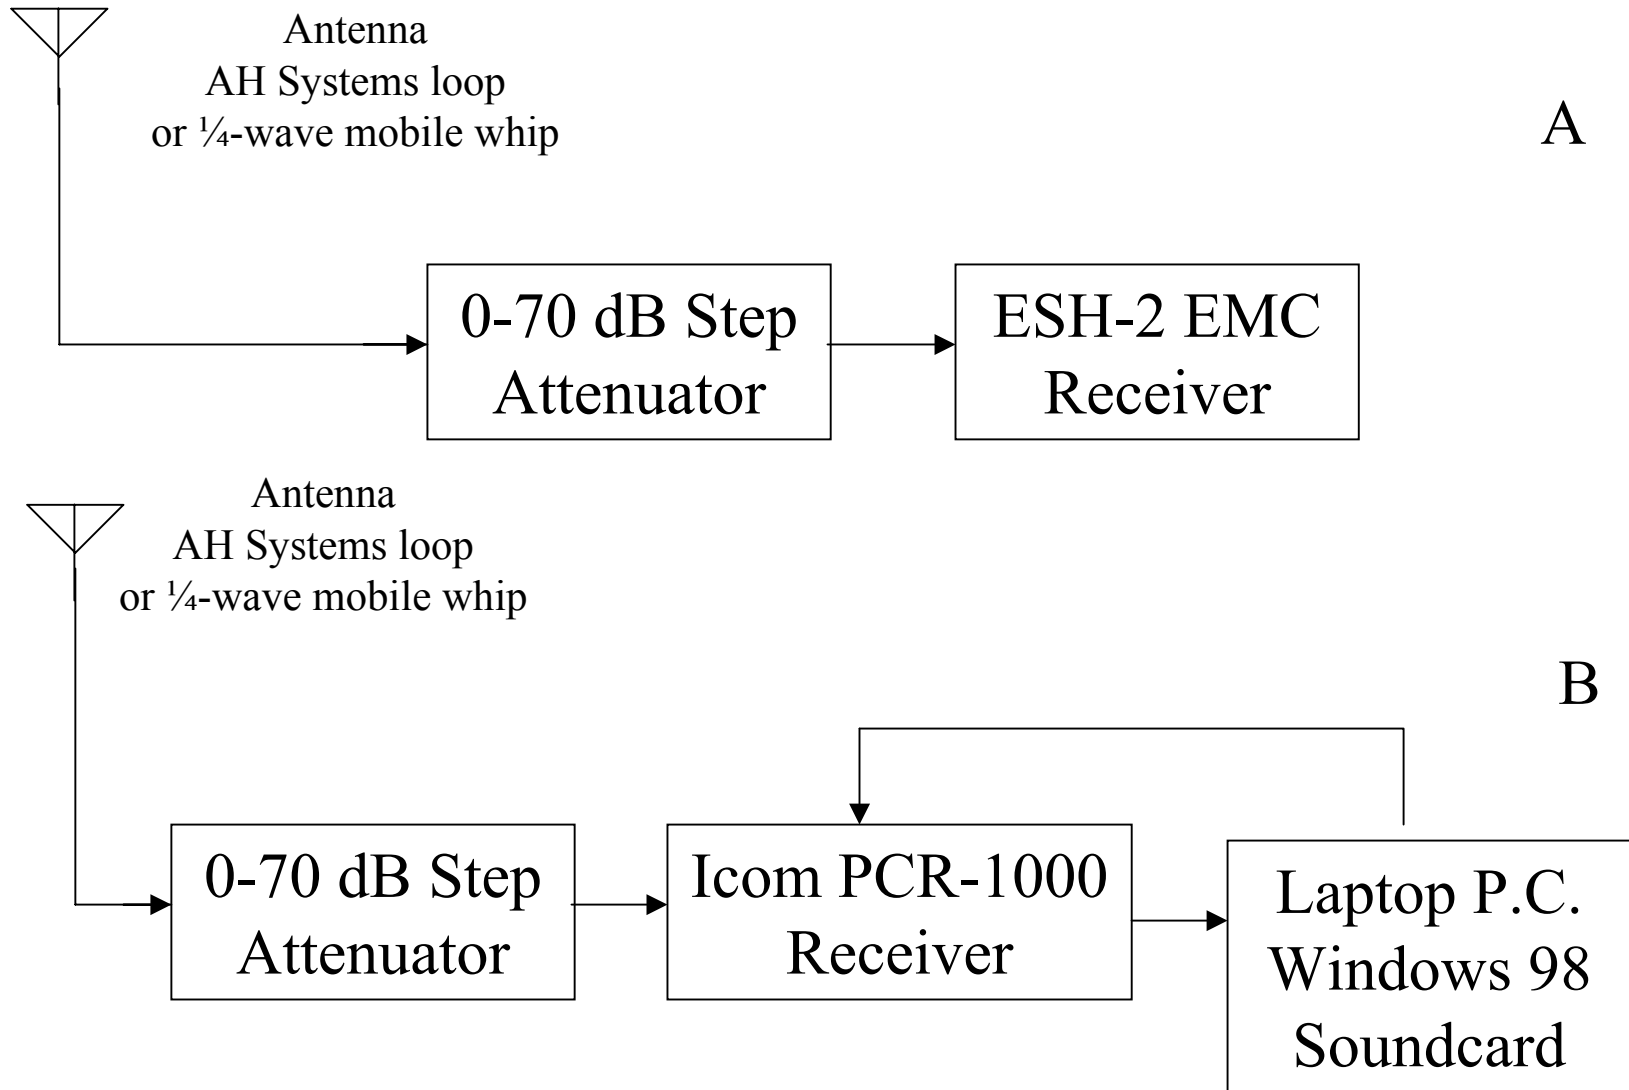 Antenna
AH Systems loop
or ¼-wave mobile whip
A
0-70 dB Step
Attenuator
ESH-2 EMC
Receiver
Antenna
AH Systems loop
or ¼-wave mobile whip
B
0-70 dB Step
Attenuator
Icom PCR-1000
Receiver
Laptop P.C.
Windows 98
Soundcard